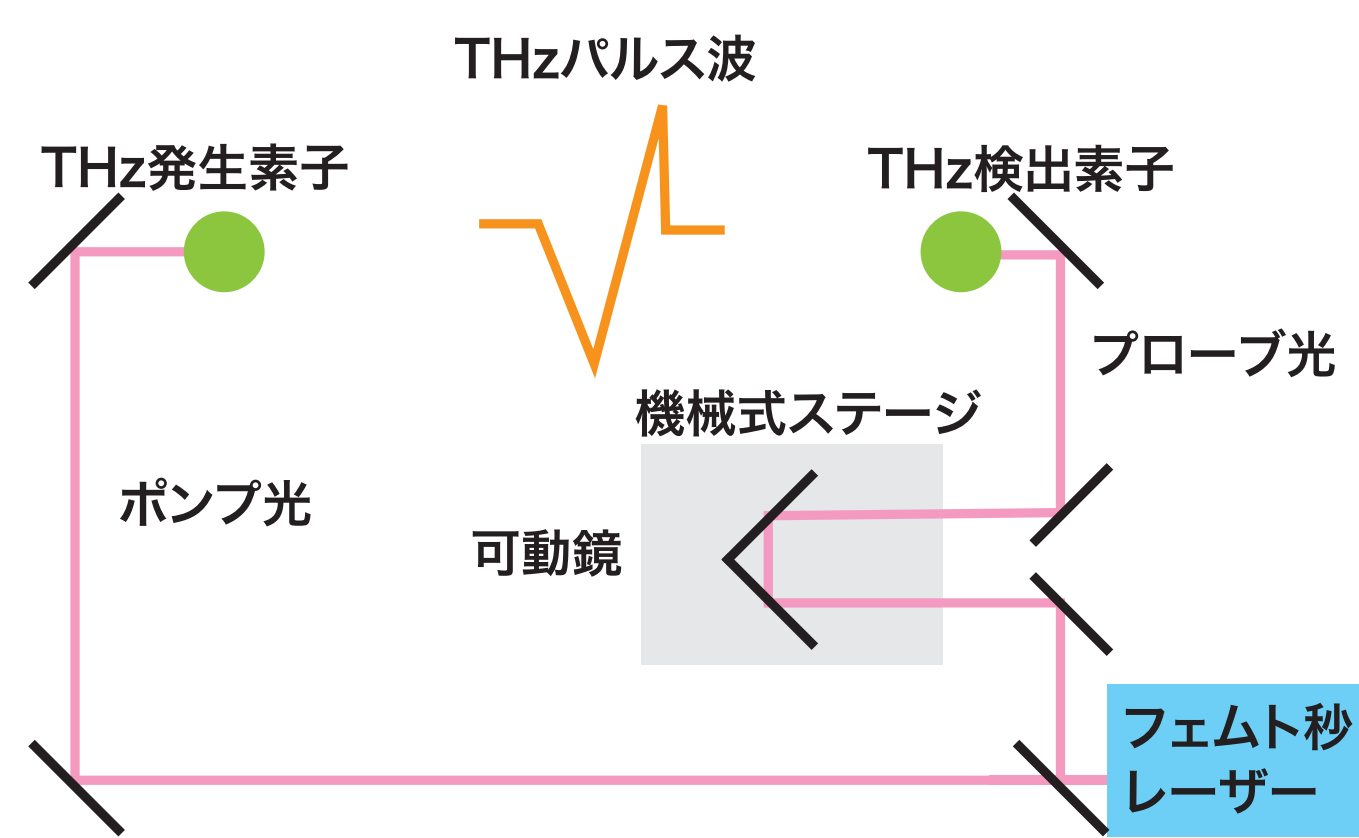 THzパルス波
THz発生素子
THz検出素子
プローブ光
機械式ステージ
ポンプ光
可動鏡
フェムト秒
レーザー